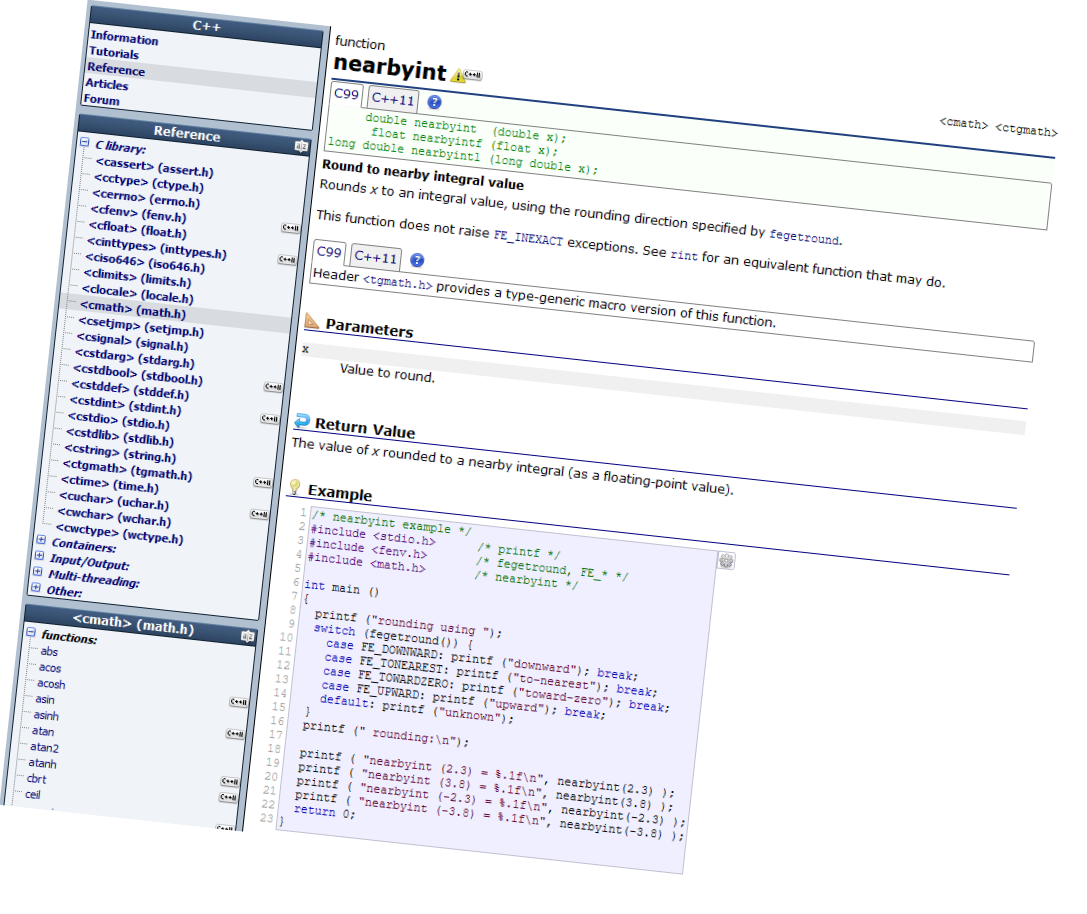 C++
Information
Tutorials
Reference
Articles
Forum
Reference
C library:
<cassert> (assert.h)
<cctype> (ctype.h)
<cerrno> (errno.h)
<cfenv> (fenv.h)
<cfloat> (float.h)
<cinttypes> (inttypes.h)
<ciso646> (iso646.h)
<climits> (limits.h)
<clocale> (locale.h)
<cmath> (math.h)
<csetjmp> (setjmp.h)
<csignal> (signal.h)
<cstdarg> (stdarg.h)
<cstdbool> (stdbool.h)
<cstddef> (stddef.h)
<cstdint> (stdint.h)
<cstdio> (stdio.h)
<cstdlib> (stdlib.h)
<cstring> (string.h)
<ctgmath> (tgmath.h)
<ctime> (time.h)
<cuchar> (uchar.h)
<cwchar> (wchar.h)
<cwctype> (wctype.h)
Containers:
Input/Output:
Multi-threading:
Other:
<cmath> (math.h)
functions:
abs
acos
acosh
asin
asinh
atan
atan2
atanh
cbrt
ceil
function
nearbyint
<cmath> <ctgmath>
C99 C++11 ?
double nearbyint  (double x);
float nearbyintf (float x);
long double nearbyintl (long double x);
Round to nearby integral value
Rounds x to an integral value, using the rounding direction specified by fegetround.
This function does not raise FE_INEXACT exceptions. See rint for an equivalent function that may do.
C99 C++11 ?
Header <tgmath.h> provides a type-generic macro version of this function.
Parameters
x
Value to round.
Return Value
The value of x rounded to a nearby integral (as a floating-point value).
Example
1 /* nearbyint example */
2 #include <stdio.h>      /* printf */
3 #include <fenv.h>       /* fegetround, FE_* */
4 #include <math.h>       /* nearbyint */
5
6 int main ()
7 {
8   printf ("rounding using ");
9   switch (fegetround()) {
10     case FE_DOWNWARD: printf ("downward"); break;
11     case FE_TONEAREST: printf ("to-nearest"); break;
12     case FE_TOWARDZERO: printf ("toward-zero"); break;
13     case FE_UPWARD: printf ("upward"); break;
14     default: printf ("unknown");
15   }
16   printf (" rounding:\n");
17
18   printf ( "nearbyint (2.3) = %.1f\n", nearbyint(2.3) );
19   printf ( "nearbyint (3.8) = %.1f\n", nearbyint(3.8) );
20   printf ( "nearbyint (-2.3) = %.1f\n", nearbyint(-2.3) );
21   printf ( "nearbyint (-3.8) = %.1f\n", nearbyint(-3.8) );
22   return 0;
23 }